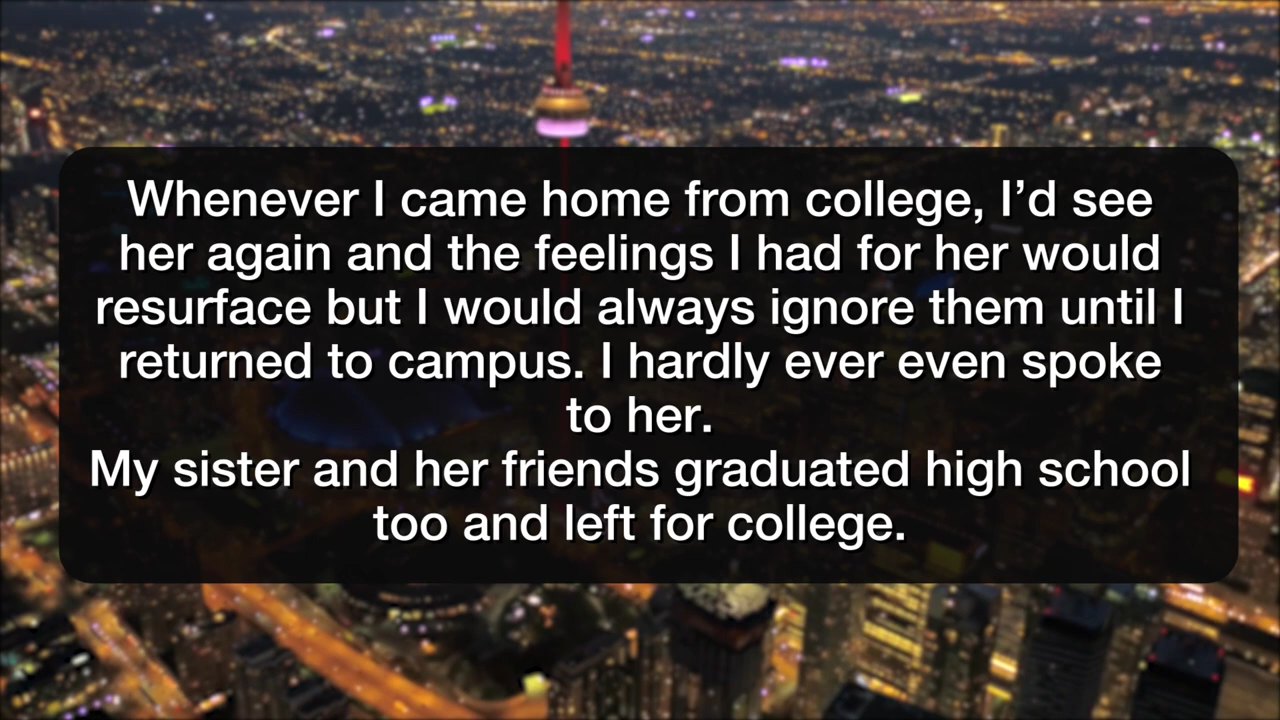 Whenever I came home from college, I’d see
her again and the feelings I had for her would
resurface but I would always ignore them until I
returned to campus. I hardly ever even spoke
to her.
My sister and her friends graduated high school
too and left for college.